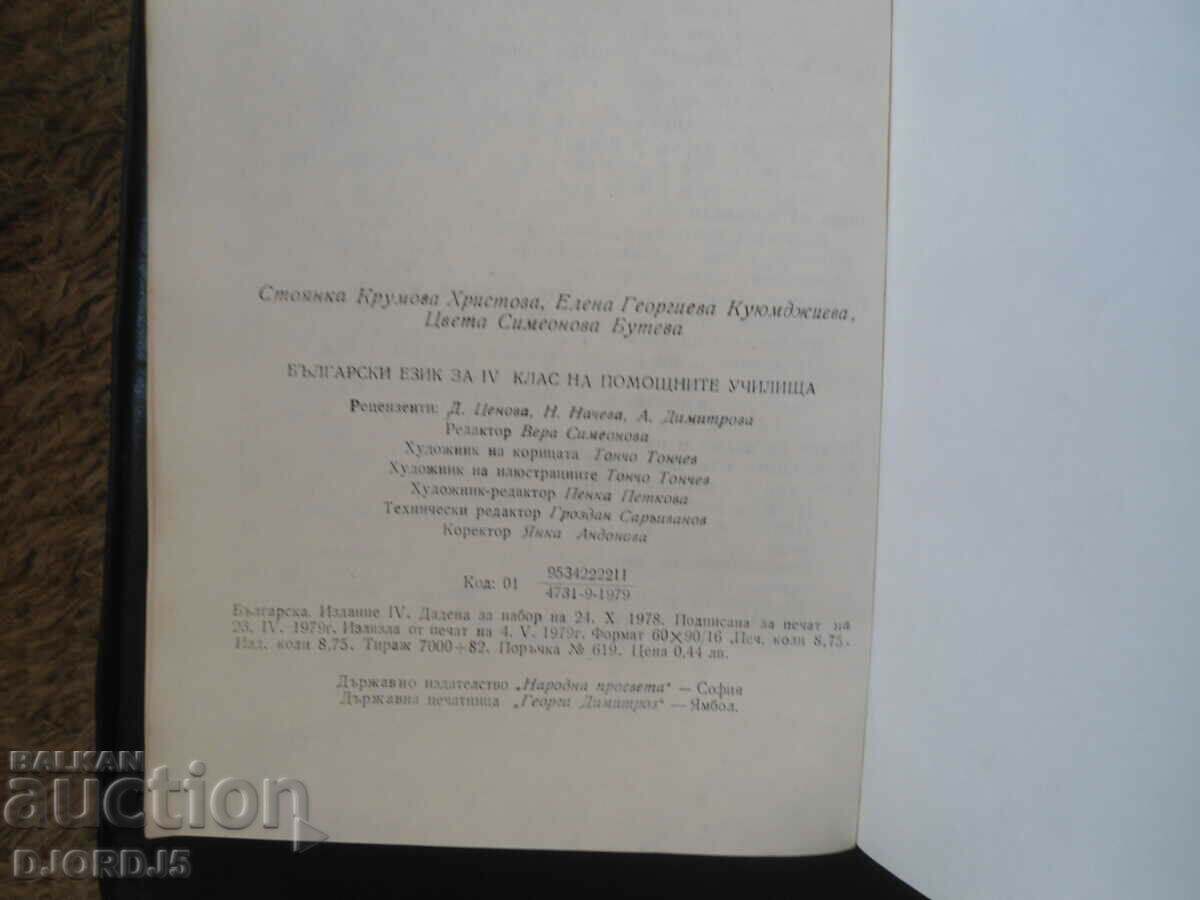 Стоянка Крумова Христова, Елена Георгиева Куюмджиева,
Цвета Симеонова Бутева
БЪЛГАРСКИ ЕЗИК ЗА IV КЛАС НА ПОМОЩНИТЕ УЧИЛИЩА
Рецензенти: Д. Ценова, Н. Начева, А. Димитрова
Редактор Вера Симеонова
Художник на корицата Тончо Тончев
Художник на илюстрациите Тончо Тончев
Художник-редактор Пенка Петкова
Технически редактор Гроздан Сарыиванов
Коректор Янка Андонова
Код: 01 9534222211
4731-9-1979
Българска. Издание IV. Дадена за набор на 24. X. 1978. Подписана за печат на
23. IV. 1979г. Излязла от печат на 4. V. 1979г. Формат 60×90/16 .Печ. коли 8,75.
Изд. коли 8,75. Тираж 7000+82. Поръчка № 619. Цена 0,44 лв.
Държавно издателство „Народна просвета" — София
Държавна печатница „Георги Димитроз" — Ямбол.
BALKAN
auction
DJORDJ5